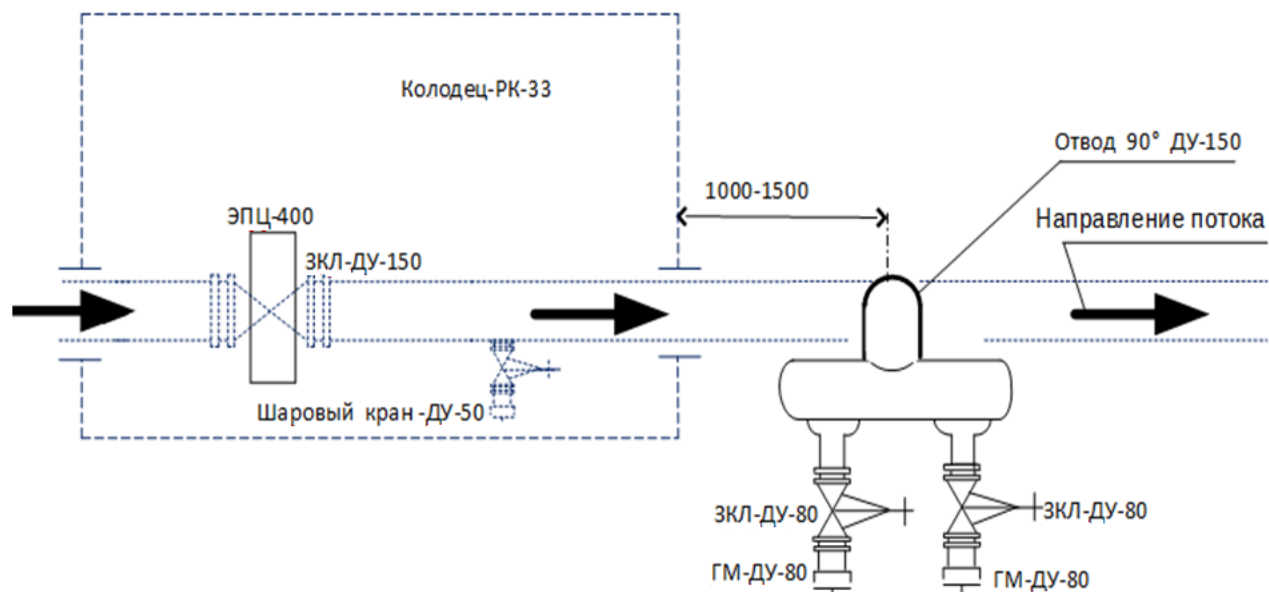 Колодец-РК-33
Отвод 90° ДУ-150
1000-1500
ЭПЦ-400
Направление потока
ЗКЛ-ДУ-150
Шаровый кран -ДУ-50
ЗКЛ-ДУ-80
ЗКЛ-ДУ-80
ГМ-ДУ-80
ГМ-ДУ-80